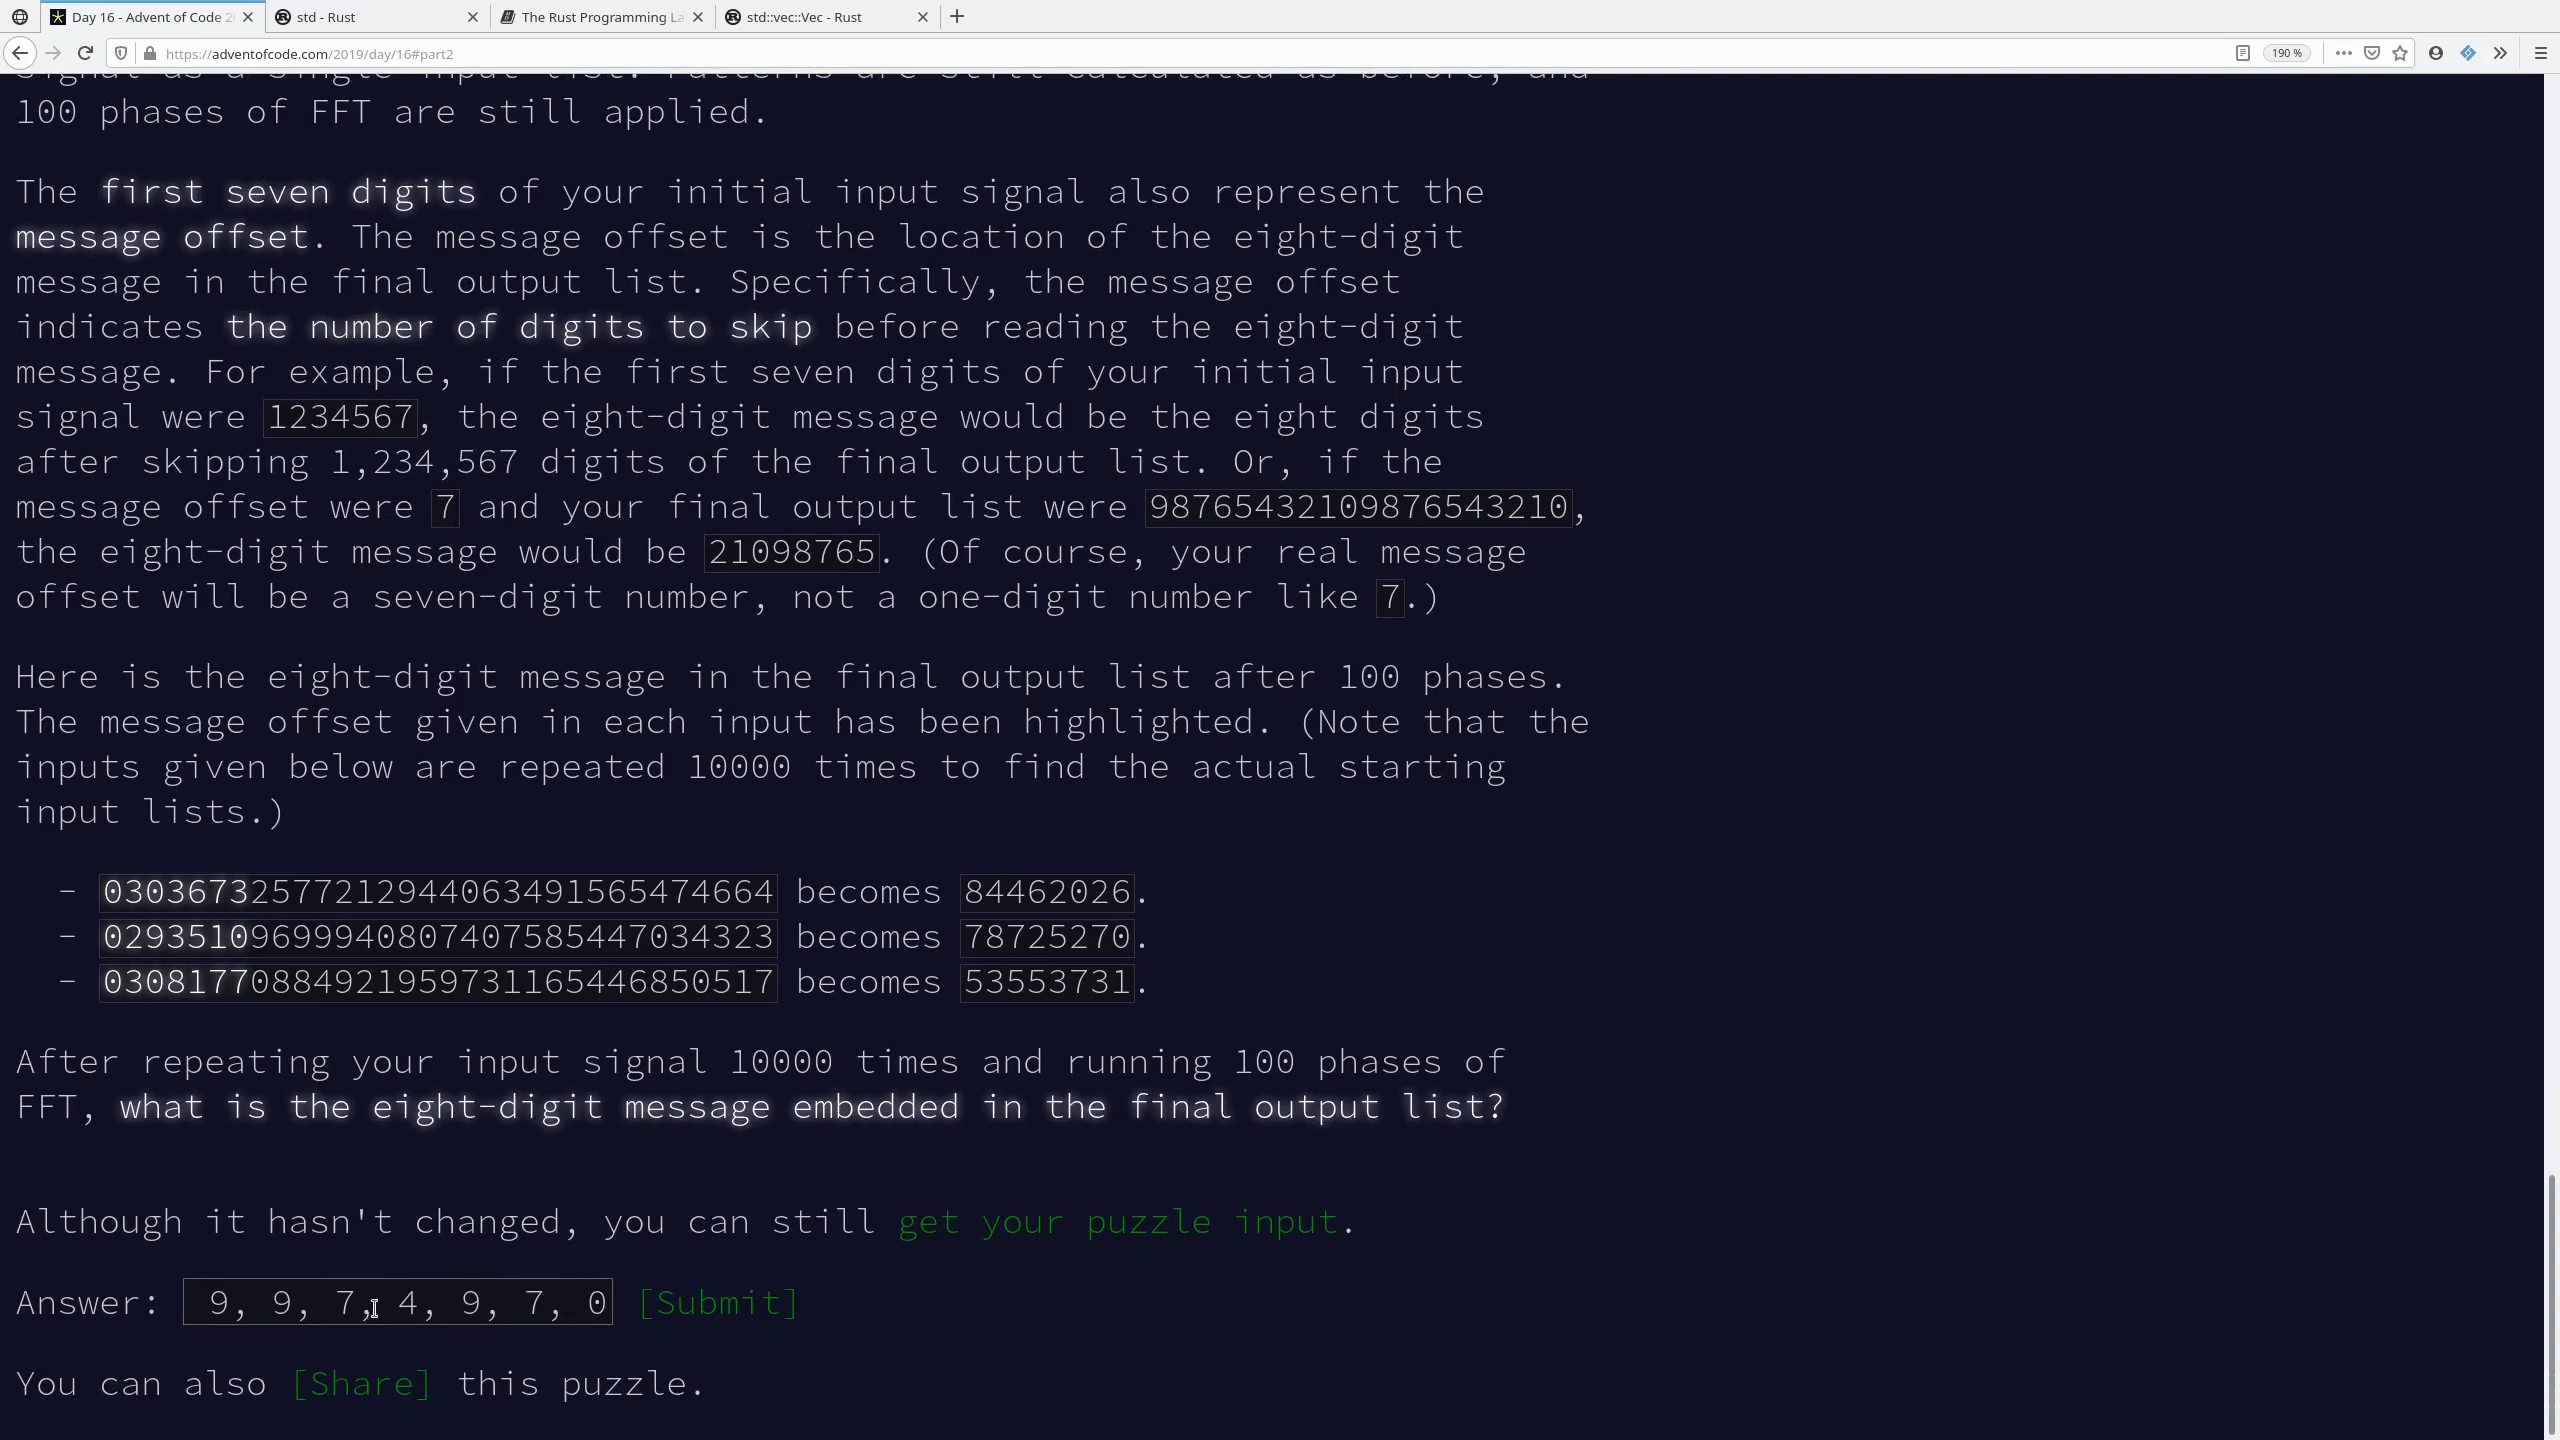 Day 16 - Advent of Code 2
std - Rust
The Rust Programming La
std::vec::Vec - Rust
https://adventofcode.com/2019/day/16#part2
190 %
signal as a single input list. Patterns are still calculated as before, and
100 phases of FFT are still applied.
The first seven digits of your initial input signal also represent the
message offset. The message offset is the location of the eight-digit
message in the final output list. Specifically, the message offset
indicates the number of digits to skip before reading the eight-digit
message. For example, if the first seven digits of your initial input
signal were 1234567, the eight-digit message would be the eight digits
after skipping 1,234,567 digits of the final output list. Or, if the
message offset were 7 and your final output list were 98765432109876543210,
the eight-digit message would be 21098765. (Of course, your real message
offset will be a seven-digit number, not a one-digit number like 7.)
Here is the eight-digit message in the final output list after 100 phases.
The message offset given in each input has been highlighted. (Note that the
inputs given below are repeated 10000 times to find the actual starting
input lists.)
- 03036732577212944063491565474664 becomes 84462026.
- 02935109699940807407585447034323 becomes 78725270.
- 03081770884921959731165446850517 becomes 53553731.
After repeating your input signal 10000 times and running 100 phases of
FFT, what is the eight-digit message embedded in the final output list?
Although it hasn't changed, you can still get your puzzle input.
Answer: 9, 9, 7, 4, 9, 7, 0 [Submit]
You can also [Share] this puzzle.